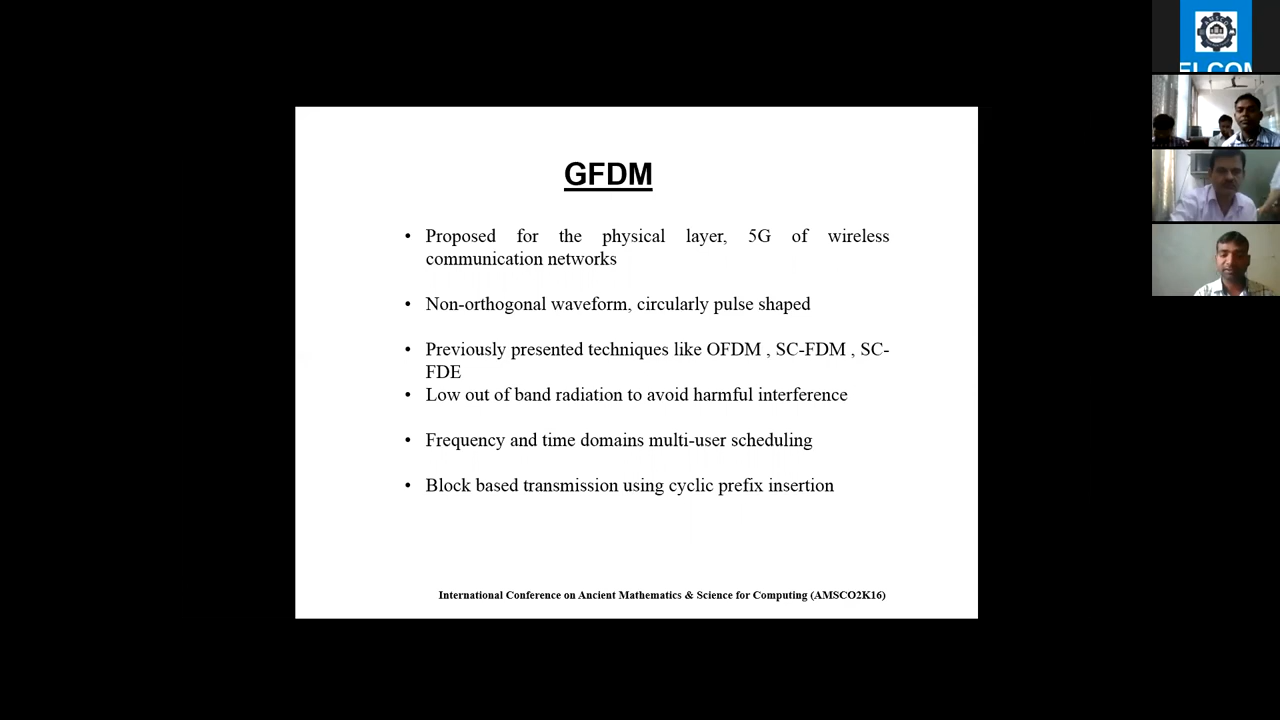 GFDM
• Proposed for the physical layer, 5G of wireless
communication networks
• Non-orthogonal waveform, circularly pulse shaped
• Previously presented techniques like OFDM , SC-FDM , SC-
FDE
• Low out of band radiation to avoid harmful interference
• Frequency and time domains multi-user scheduling
• Block based transmission using cyclic prefix insertion
International Conference on Ancient Mathematics & Science for Computing (AMSCO2K16)
AMSCO